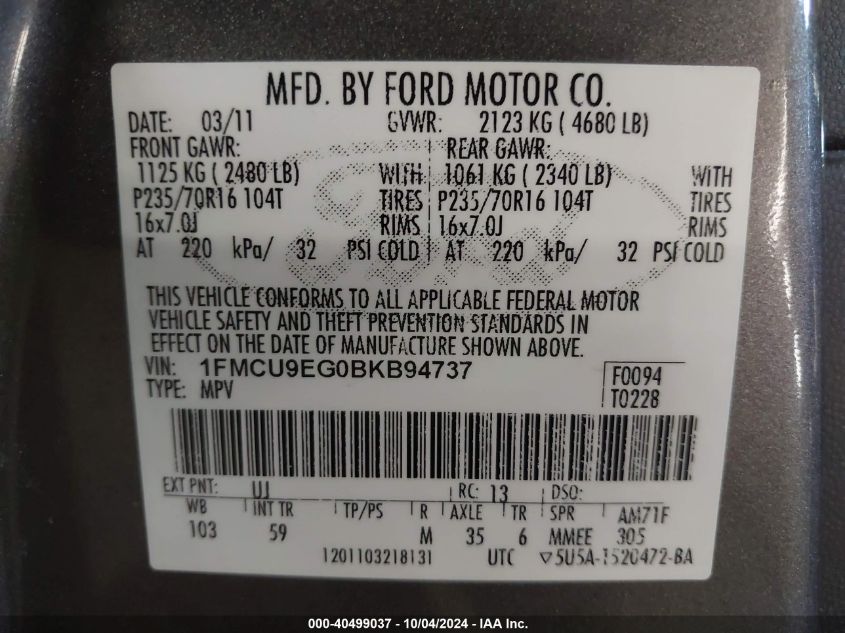 MFD. BY FORD MOTOR CO.
DATE: 03/11 GVWR: 2123 KG ( 4680 LB)
FRONT GAWR: REAR GAWR:
1125 KG ( 2480 LB) WITH 1061 KG ( 2340 LB) WITH
P235/70R16 104T TIRES P235/70R16 104T TIRES
16x7.0J RIMS 16x7.0J RIMS
AT 220 kPa/ 32 PSI COLD AT 220 kPa/ 32 PSI COLD
THIS VEHICLE CONFORMS TO ALL APPLICABLE FEDERAL MOTOR
VEHICLE SAFETY AND THEFT PREVENTION STANDARDS IN
EFFECT ON THE DATE OF MANUFACTURE SHOWN ABOVE.
VIN: 1FMCU9EG0BKB94737 F0094
TYPE: MPV T0228
EXT PNT: UJ RC: 13 DSO:
WB INT TR TP/PS R AXLE TR SPR AM71F
103 59 M 35 6 MMEE 305
1201103218131 UTC ▽5U5A-1520472-BA
000-40499037 - 10/04/2024 - IAA Inc.